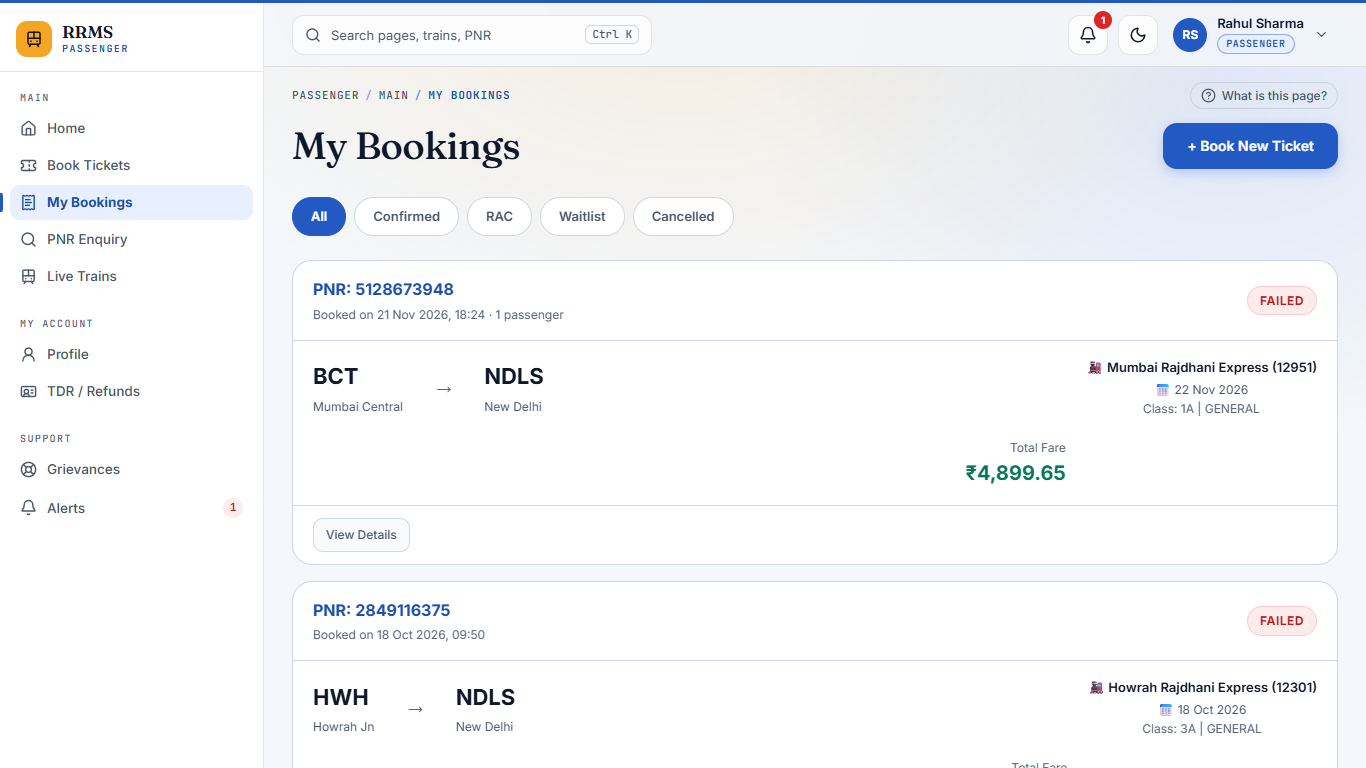 RRMS
PASSENGER
MAIN
Home
Book Tickets
My Bookings
PNR Enquiry
Live Trains
MY ACCOUNT
Profile
TDR / Refunds
SUPPORT
Grievances
Alerts
1
Search pages, trains, PNR
Ctrl K
1
RS
Rahul Sharma
PASSENGER
PASSENGER / MAIN / MY BOOKINGS
What is this page?
My Bookings
+ Book New Ticket
All
Confirmed
RAC
Waitlist
Cancelled
PNR: 5128673948
Booked on 21 Nov 2026, 18:24 · 1 passenger
FAILED
BCT
Mumbai Central
→
NDLS
New Delhi
Mumbai Rajdhani Express (12951)
22 Nov 2026
Class: 1A | GENERAL
Total Fare
₹4,899.65
View Details
PNR: 2849116375
Booked on 18 Oct 2026, 09:50
FAILED
HWH
Howrah Jn
→
NDLS
New Delhi
Howrah Rajdhani Express (12301)
18 Oct 2026
Class: 3A | GENERAL
Total Fare